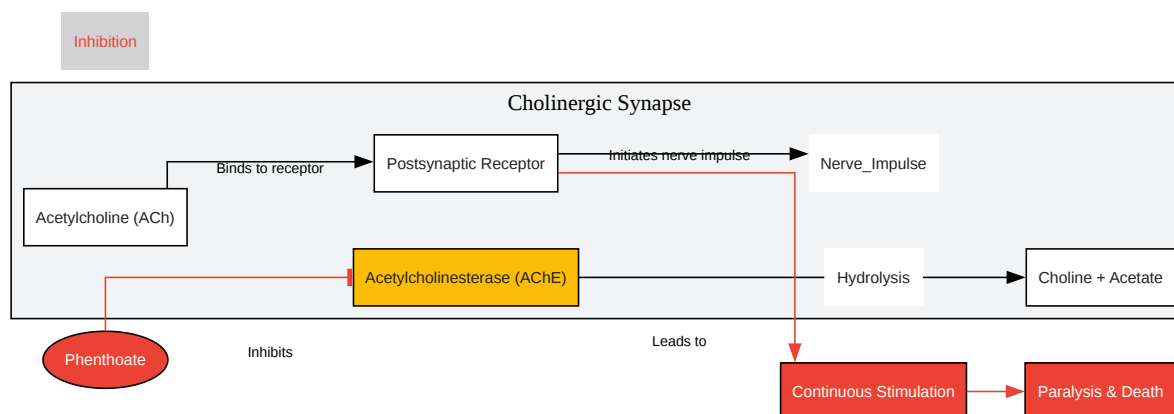 Inhibition
Cholinergic Synapse
Acetylcholine (ACh)
Binds to receptor
Postsynaptic Receptor
Initiates nerve impulse
Nerve_Impulse
Acetylcholinesterase (AChE)
Hydrolysis
Choline + Acetate
Phenthoate
Inhibits
Leads to
Continuous Stimulation
Paralysis & Death